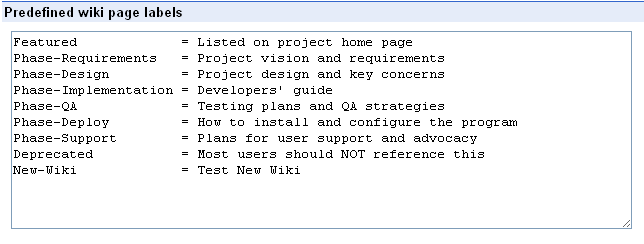 Predefined wiki page labels
Featured = Listed on project home page
Phase-Requirements = Project vision and requirements
Phase-Design = Project design and key concerns
Phase-Implementation = Developers' guide
Phase-QA = Testing plans and QA strategies
Phase-Deploy = How to install and configure the program
Phase-Support = Plans for user support and advocacy
Deprecated = Most users should NOT reference this
New-Wiki = Test New Wiki